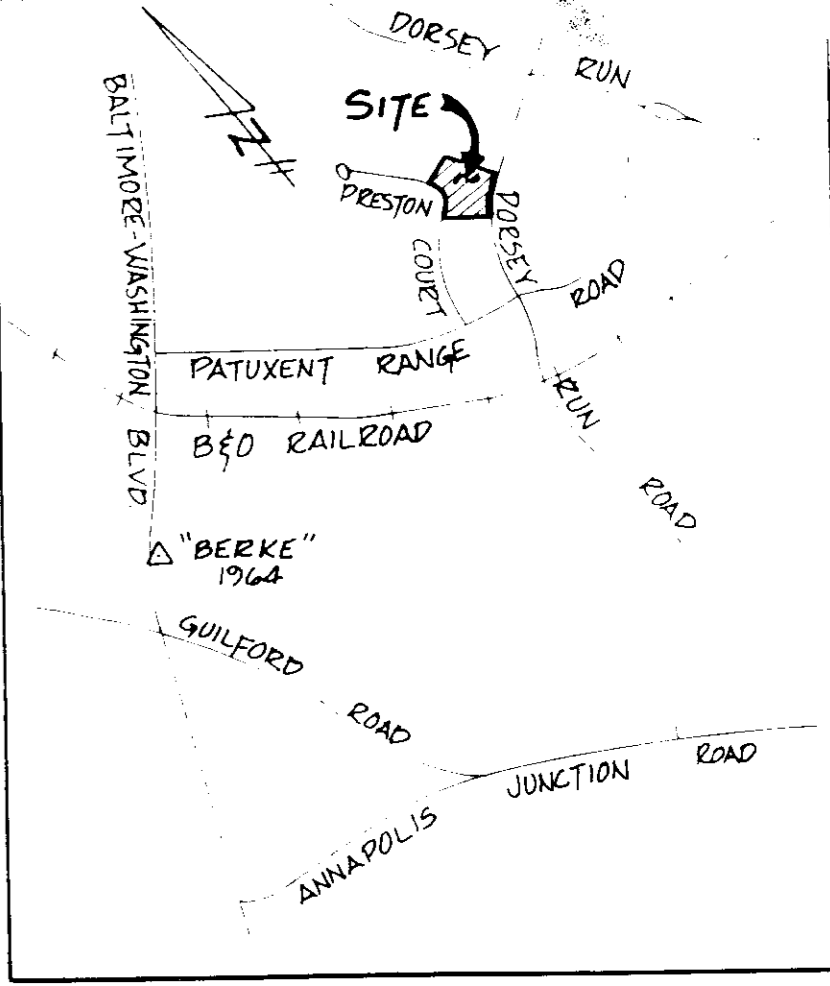 DORSEY RUN
SITE
N
BALTIMORE-WASHINGTON BLVD
PRESTON COURT
DORSEY RUN ROAD
PATUXENT RANGE ROAD
B&O RAILROAD
"BERKE"
1964
GUILFORD ROAD
ANNAPOLIS JUNCTION ROAD